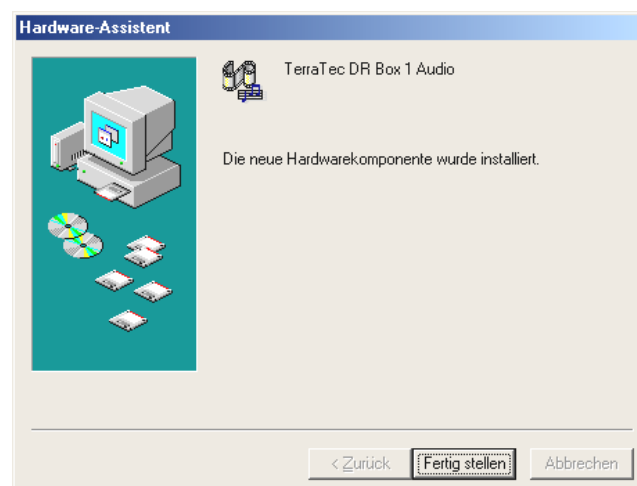 Hardware-Assistent
TerraTec DR Box 1 Audio
Die neue Hardwarekomponente wurde installiert.
< Zurück Fertig stellen Abbrechen